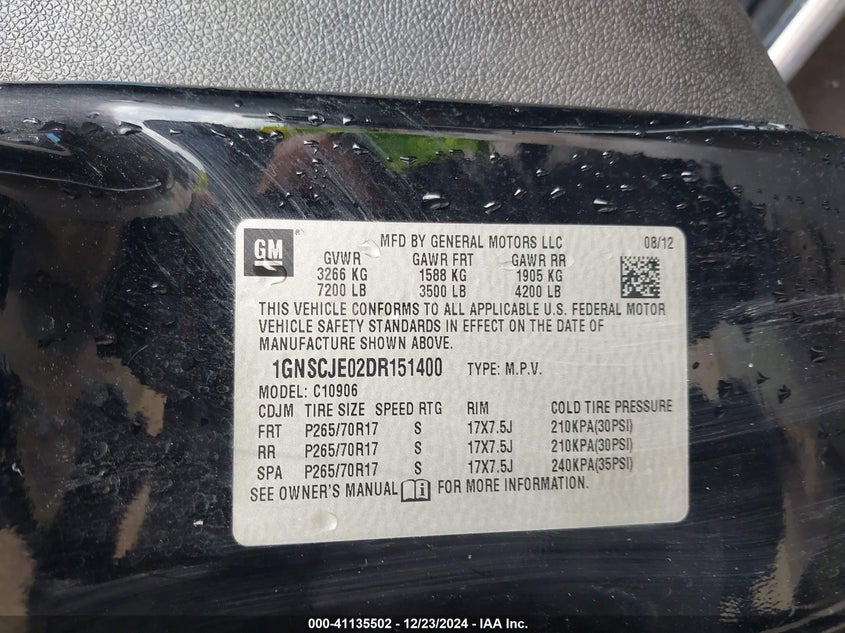 GM
MFD BY GENERAL MOTORS LLC 08/12
GVWR GAWR FRT GAWR RR
3266 KG 1588 KG 1905 KG
7200 LB 3500 LB 4200 LB
THIS VEHICLE CONFORMS TO ALL APPLICABLE U.S. FEDERAL MOTOR
VEHICLE SAFETY STANDARDS IN EFFECT ON THE DATE OF
MANUFACTURE SHOWN ABOVE.
1GNSCJE02DR151400 TYPE: M.P.V.
MODEL: C10906
CDJM TIRE SIZE SPEED RTG RIM COLD TIRE PRESSURE
FRT P265/70R17 S 17X7.5J 210KPA(30PSI)
RR P265/70R17 S 17X7.5J 210KPA(30PSI)
SPA P265/70R17 S 17X7.5J 240KPA(35PSI)
SEE OWNER'S MANUAL FOR MORE INFORMATION.
000-41135502 - 12/23/2024 - IAA Inc.